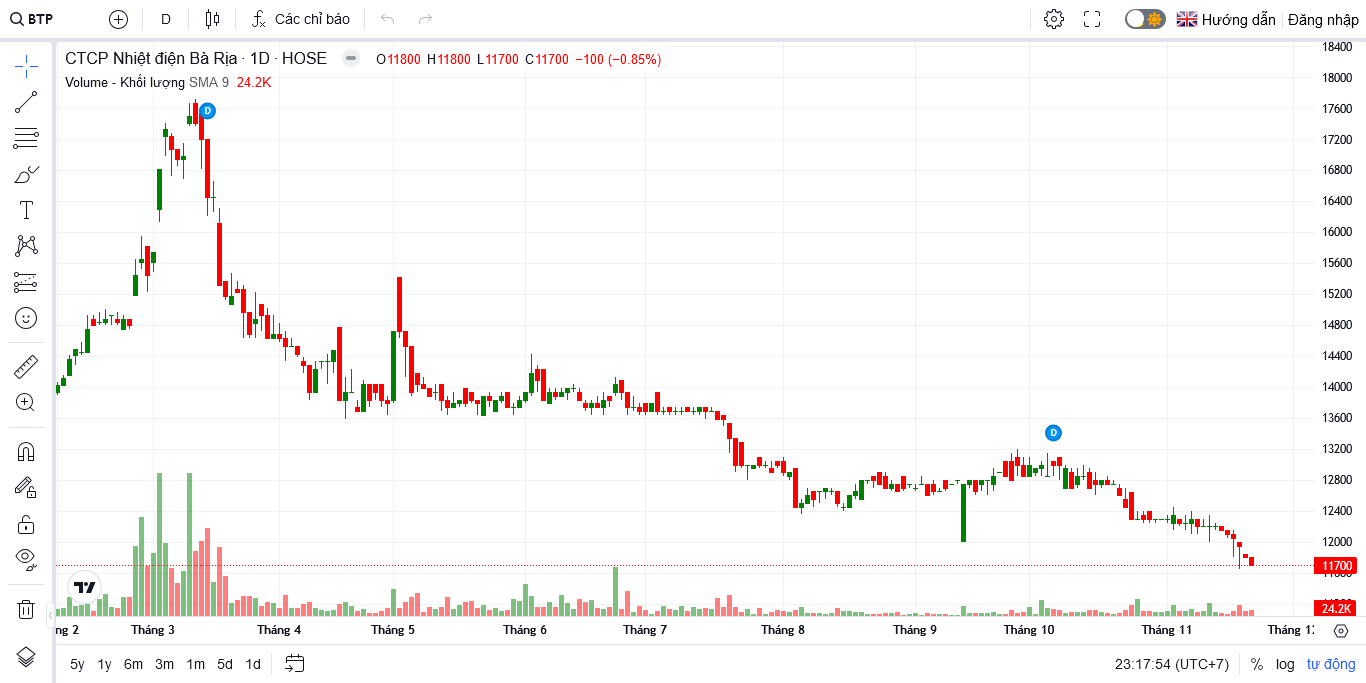 BTP D Các chỉ báo Hướng dẫn Đăng nhập
CTCP Nhiệt điện Bà Rịa · 1D · HOSE O11800 H11800 L11700 C11700 −100 (−0.85%)
Volume - Khối lượng SMA 9 24.2K
D
D
18400
18000
17600
17200
16800
16400
16000
15600
15200
14800
14400
14000
13600
13200
12800
12400
12000
11700
24.2K
ng 2 Tháng 3 Tháng 4 Tháng 5 Tháng 6 Tháng 7 Tháng 8 Tháng 9 Tháng 10 Tháng 11 Tháng 1
5y 1y 6m 3m 1m 5d 1d 23:17:54 (UTC+7) % log tự động